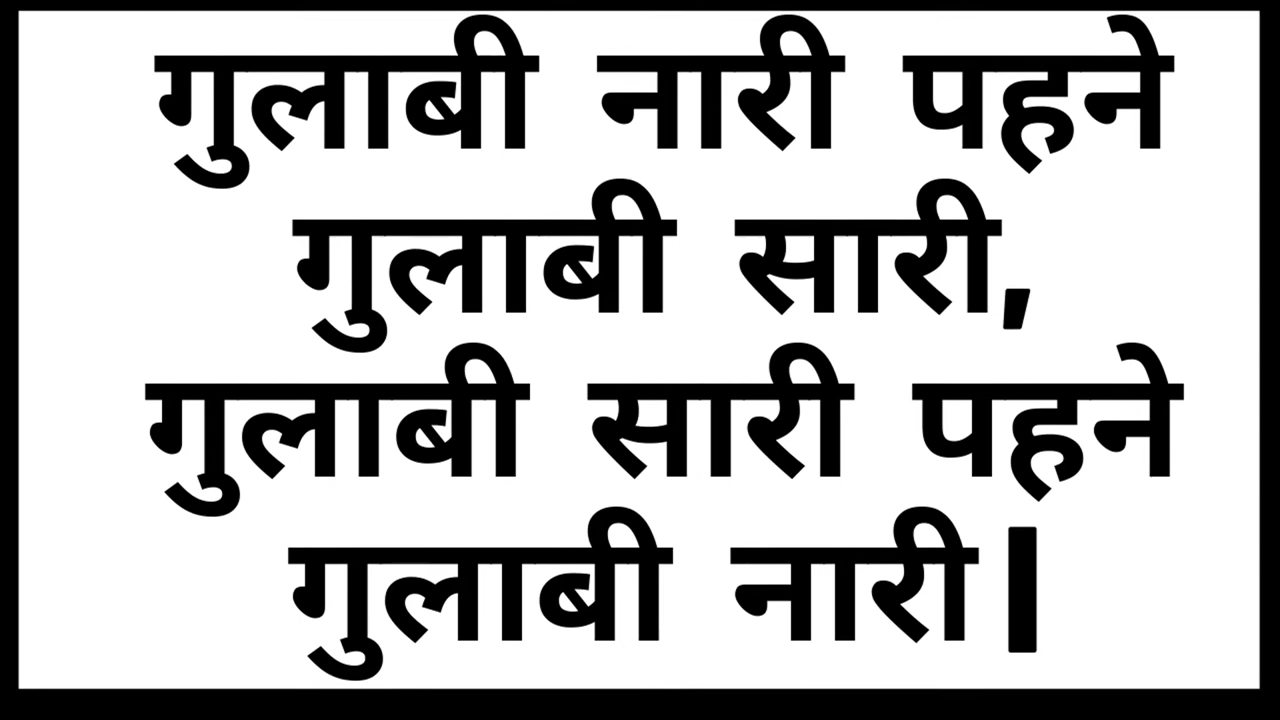 गुलाबी नारी पहने
गुलाबी सारी,
गुलाबी सारी पहने
गुलाबी नारी|